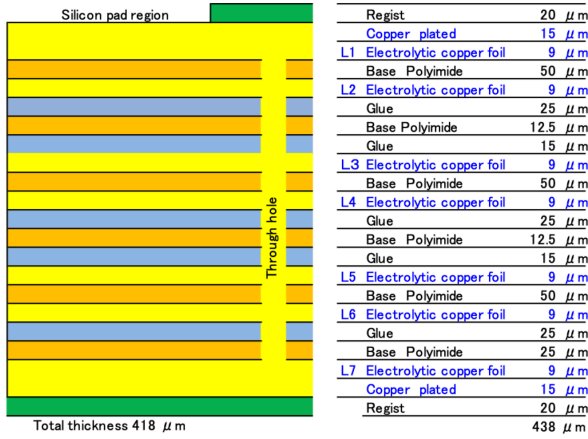 Silicon pad region
Through hole
Total thickness 418 μm
Regist 20 μm
Copper plated 15 μm
L1 Electrolytic copper foil 9 μm
Base Polyimide 50 μm
L2 Electrolytic copper foil 9 μm
Glue 25 μm
Base Polyimide 12.5 μm
Glue 15 μm
L3 Electrolytic copper foil 9 μm
Base Polyimide 50 μm
L4 Electrolytic copper foil 9 μm
Glue 25 μm
Base Polyimide 12.5 μm
Glue 15 μm
L5 Electrolytic copper foil 9 μm
Base Polyimide 50 μm
L6 Electrolytic copper foil 9 μm
Glue 25 μm
Base Polyimide 25 μm
L7 Electrolytic copper foil 9 μm
Copper plated 15 μm
Regist 20 μm
438 μm